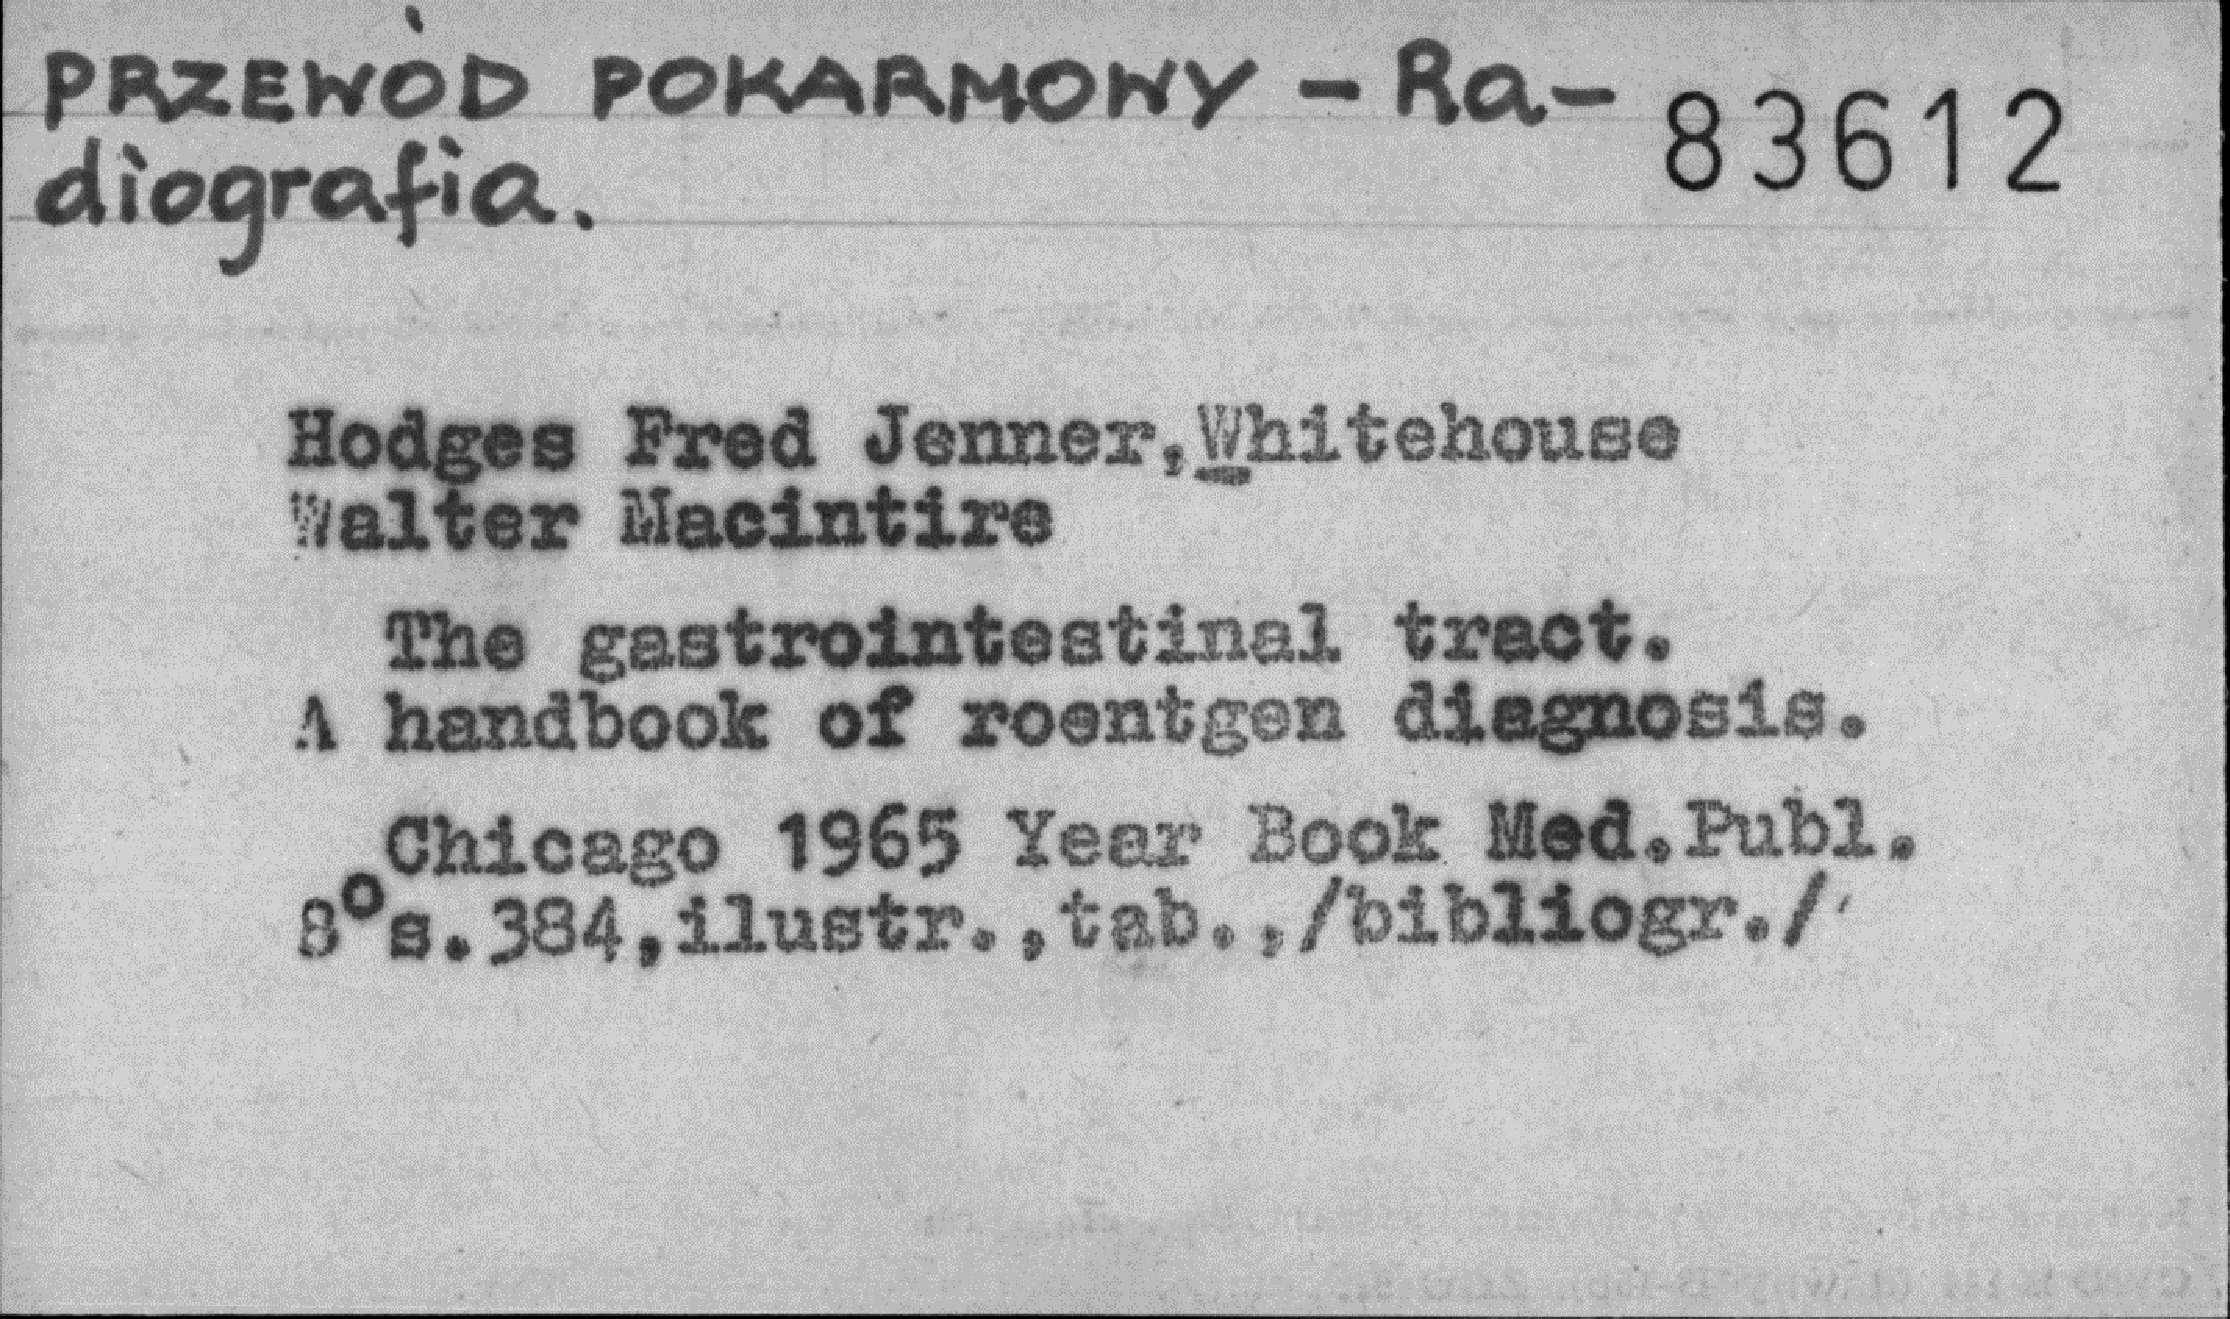 PRZEWÓD POKARMOWY - Ra- 83612
diografia.
Hodges Fred Jenner,Whitehouse
Walter Macintire
The gastrointestinal tract.
A handbook of roentgen diagnosis.
Chicago 1965 Year Book Med.Publ.
8°s.384,ilustr.,tab.,/bibliogr./